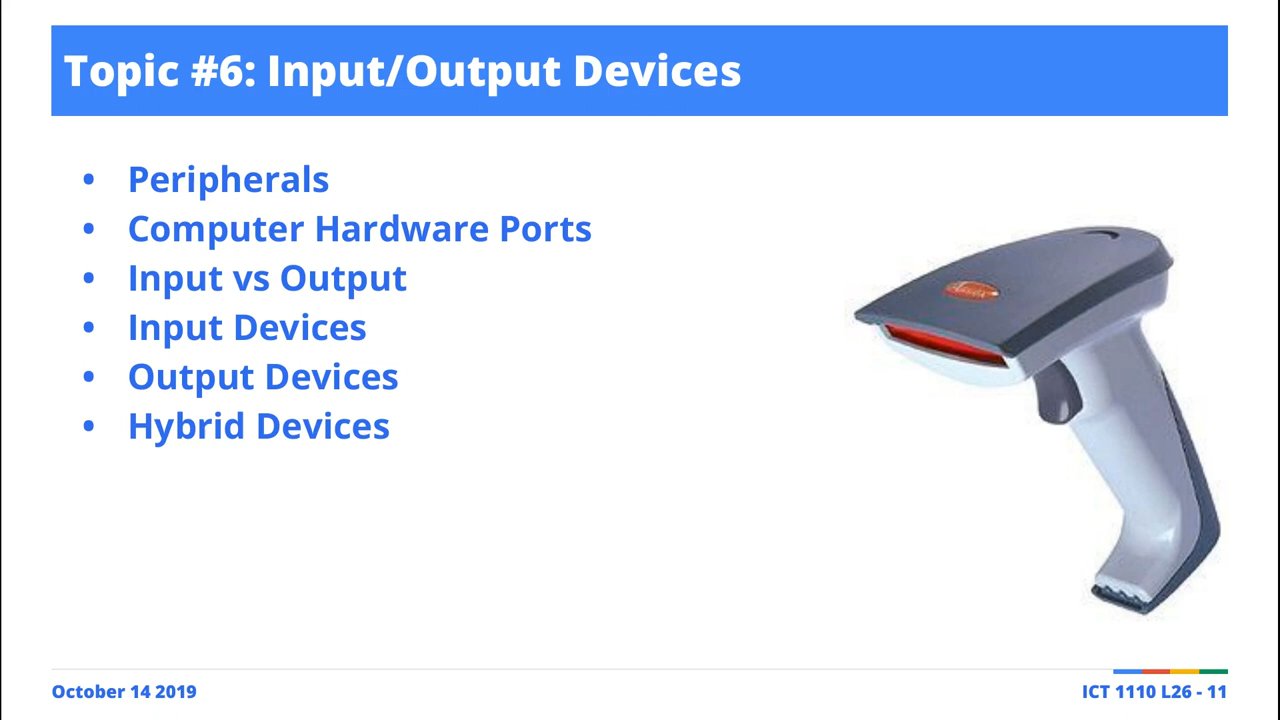 Topic #6: Input/Output Devices
• Peripherals
• Computer Hardware Ports
• Input vs Output
• Input Devices
• Output Devices
• Hybrid Devices
October 14 2019
ICT 1110 L26 - 11